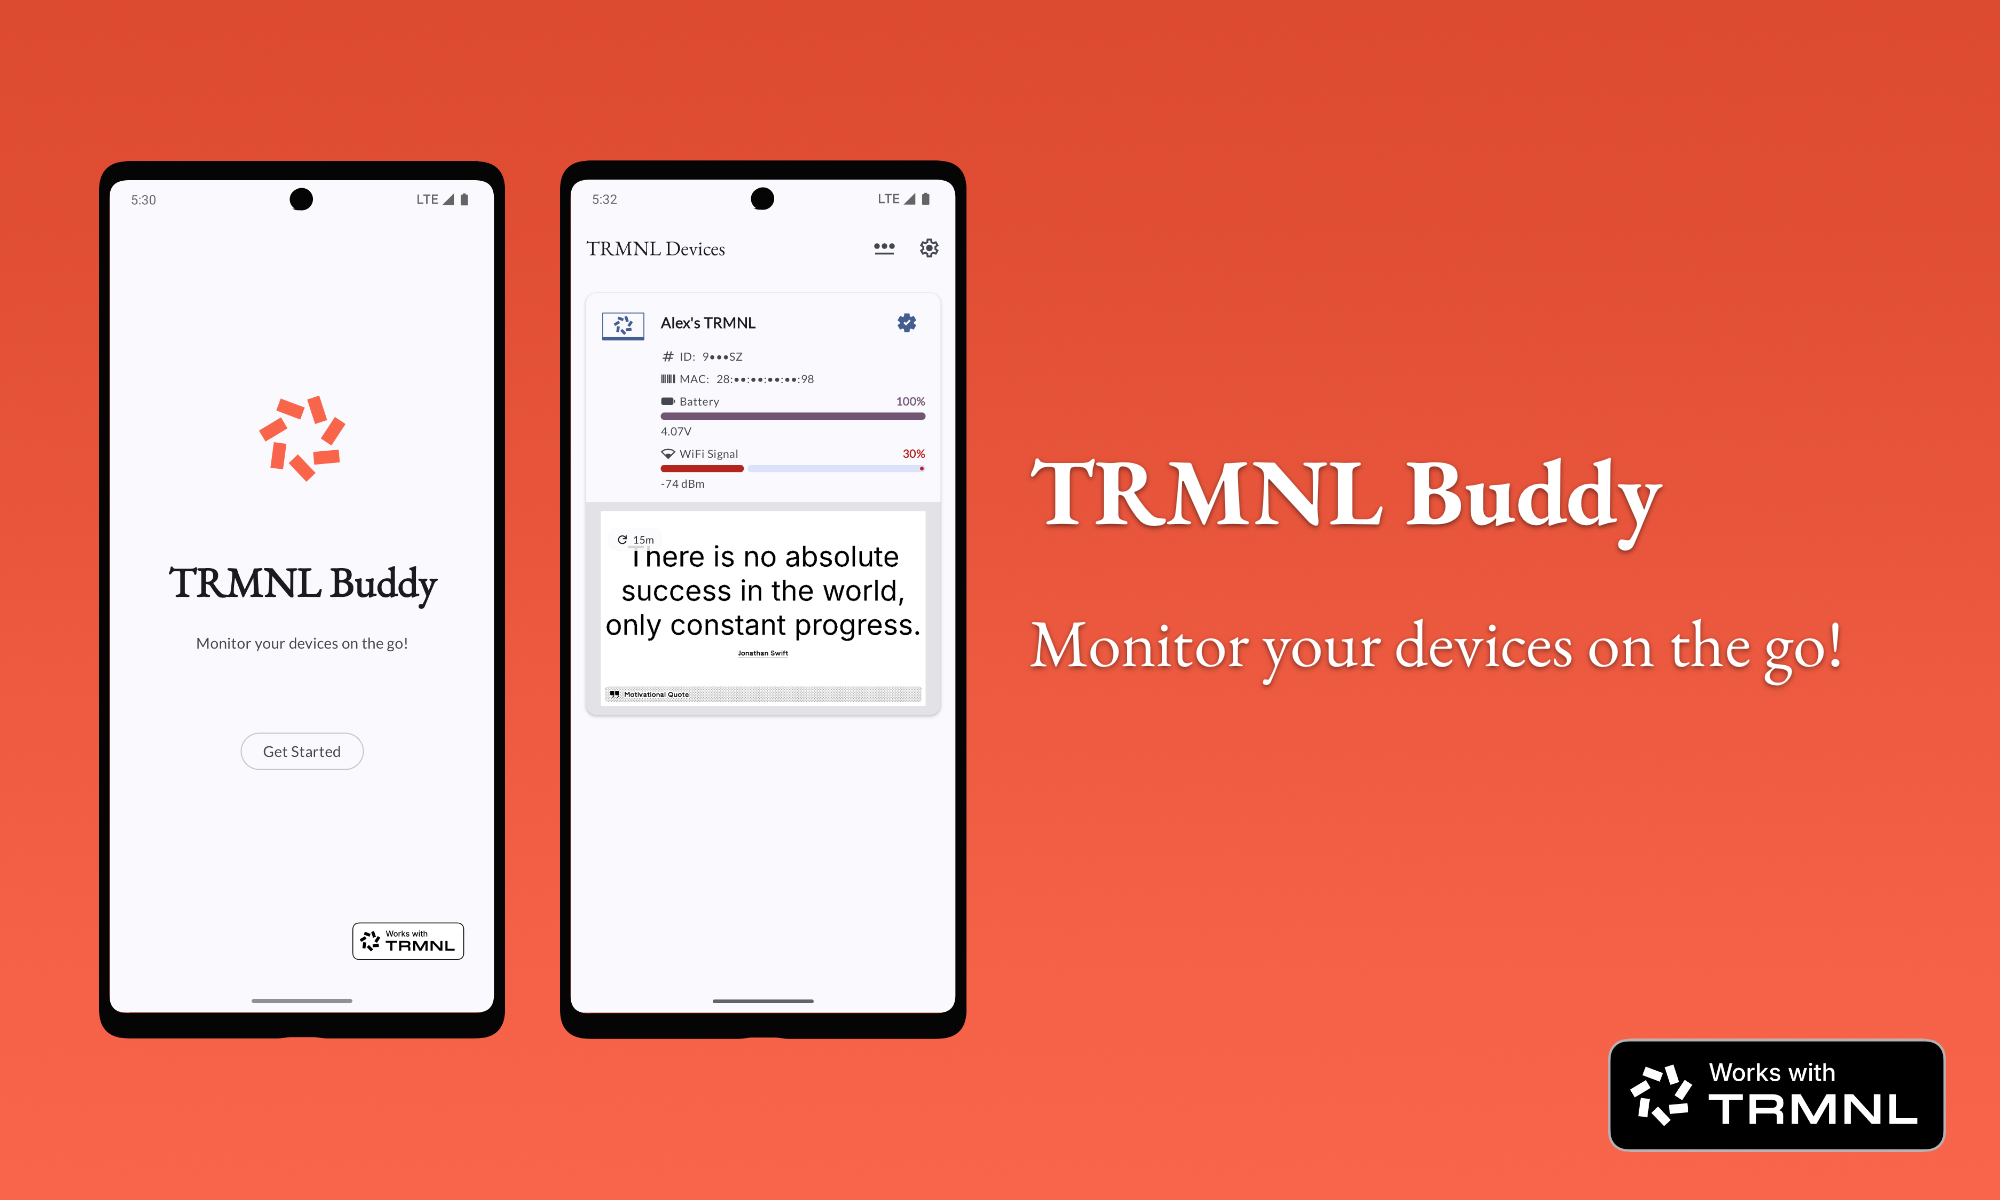 5:30
LTE
TRMNL Buddy
Monitor your devices on the go!
Get Started
Works with
TRMNL
5:32
LTE
TRMNL Devices
Alex's TRMNL
ID: 9•••SZ
MAC: 28:••:••:••:••:98
Battery 100%
4.07V
WiFi Signal 30%
-74 dBm
15m
There is no absolute
success in the world,
only constant progress.
Jonathan Swift
Motivational Quote
TRMNL Buddy
Monitor your devices on the go!
Works with
TRMNL